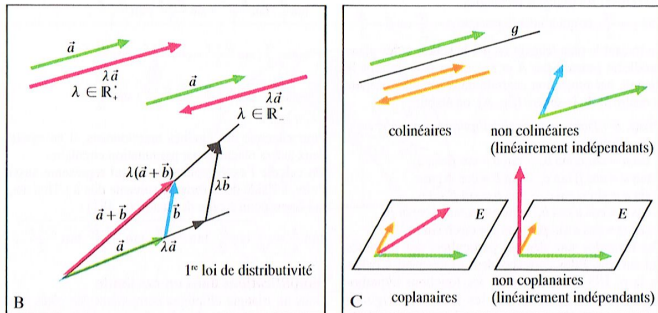 a⃗
λa⃗
λ ∈ ℝ*₊
a⃗
λa⃗
λ ∈ ℝ*₋
λ(a⃗+b⃗)
λb⃗
a⃗+b⃗
b⃗
a⃗
λa⃗
1ʳᵉ loi de distributivité
B
g
colinéaires
non colinéaires
(linéairement indépendants)
E
E
coplanaires
non coplanaires
(linéairement indépendants)
C